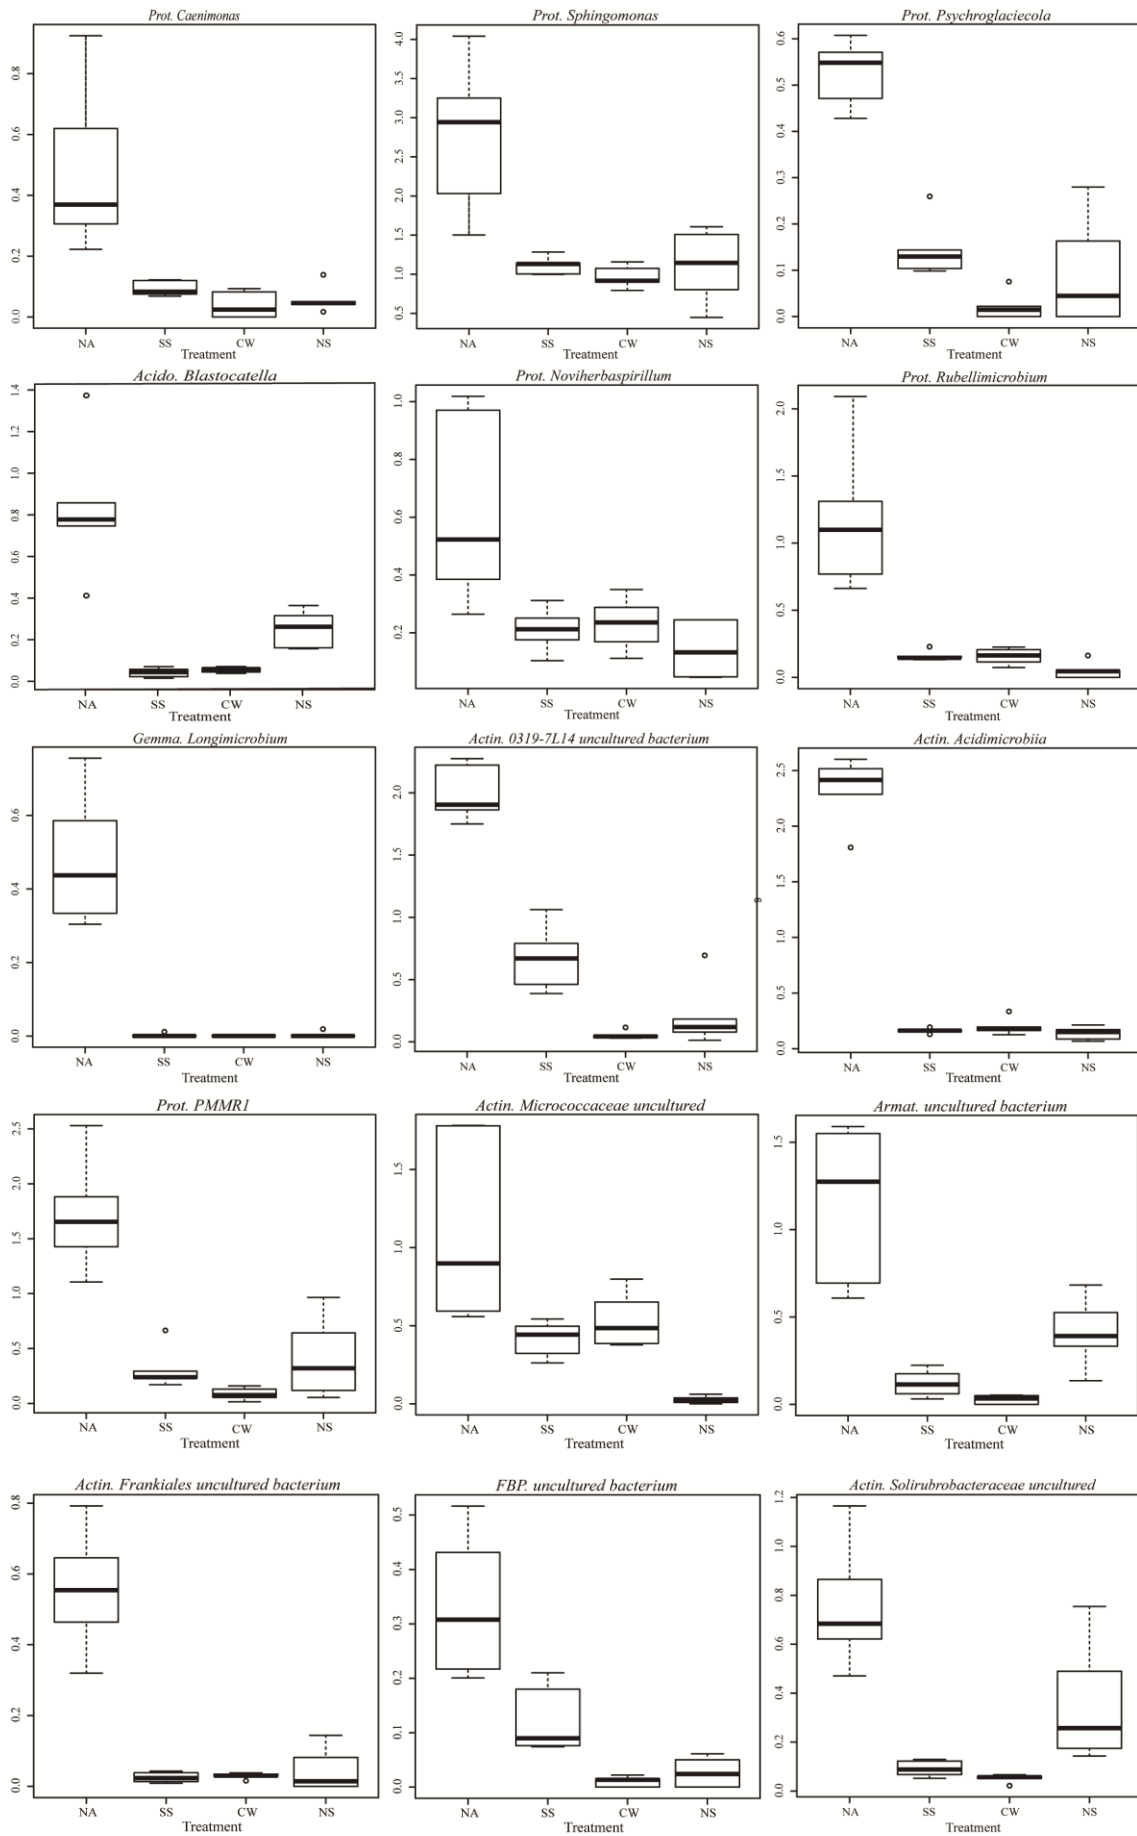 Prot. Caenimonas
0.0 0.2 0.4 0.6 0.8
NA SS CW NS
Treatment
Prot. Sphingomonas
0.5 1.0 1.5 2.0 2.5 3.0 3.5 4.0
NA SS CW NS
Treatment
Prot. Psychroglaciecola
0.0 0.1 0.2 0.3 0.4 0.5 0.6
NA SS CW NS
Treatment
Acido. Blastocatella
0.0 0.2 0.4 0.6 0.8 1.0 1.2 1.4
NA SS CW NS
Treatment
Prot. Noviherbaspirillum
0.2 0.4 0.6 0.8 1.0
NA SS CW NS
Treatment
Prot. Rubellimicrobium
0.0 0.5 1.0 1.5 2.0
NA SS CW NS
Treatment
Gemma. Longimicrobium
0.0 0.2 0.4 0.6
NA SS CW NS
Treatment
Actin. 0319-7L14 uncultured bacterium
0.0 0.5 1.0 1.5 2.0
NA SS CW NS
Treatment
Actin. Acidimicrobiia
0.0 0.5 1.0 1.5 2.0 2.5
NA SS CW NS
Treatment
Prot. PMMR1
0.0 0.5 1.0 1.5 2.0 2.5
NA SS CW NS
Treatment
Actin. Micrococcaceae uncultured
0.0 0.5 1.0 1.5
NA SS CW NS
Treatment
Armat. uncultured bacterium
0.0 0.5 1.0 1.5
NA SS CW NS
Treatment
Actin. Frankiales uncultured bacterium
0.0 0.2 0.4 0.6 0.8
NA SS CW NS
Treatment
FBP. uncultured bacterium
0.0 0.1 0.2 0.3 0.4 0.5
NA SS CW NS
Treatment
Actin. Solirubrobacteraceae uncultured
0.0 0.2 0.4 0.6 0.8 1.0 1.2
NA SS CW NS
Treatment